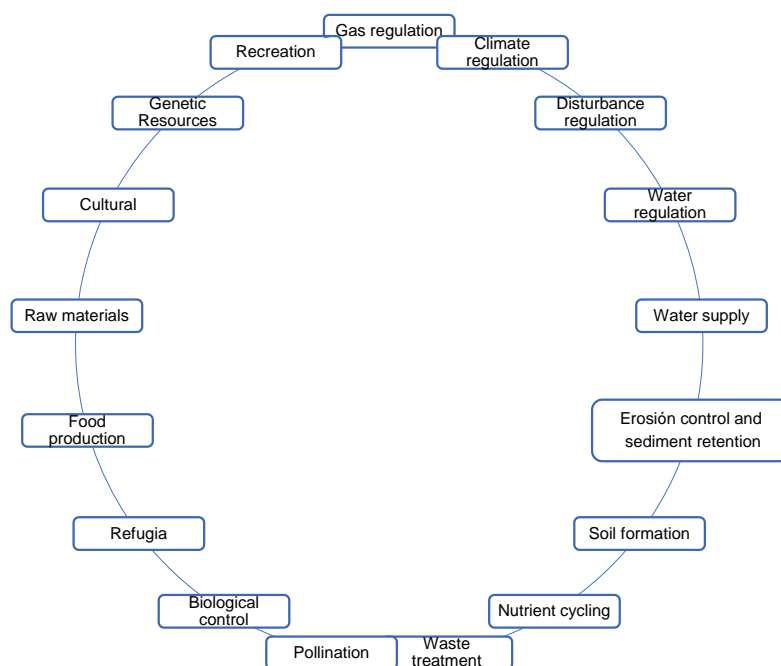 Gas regulation
Climate
regulation
Disturbance
regulation
Water
regulation
Water supply
Erosión control and
sediment retention
Soil formation
Nutrient cycling
Waste
treatment
Pollination
Biological
control
Refugia
Food
production
Raw materials
Cultural
Genetic
Resources
Recreation